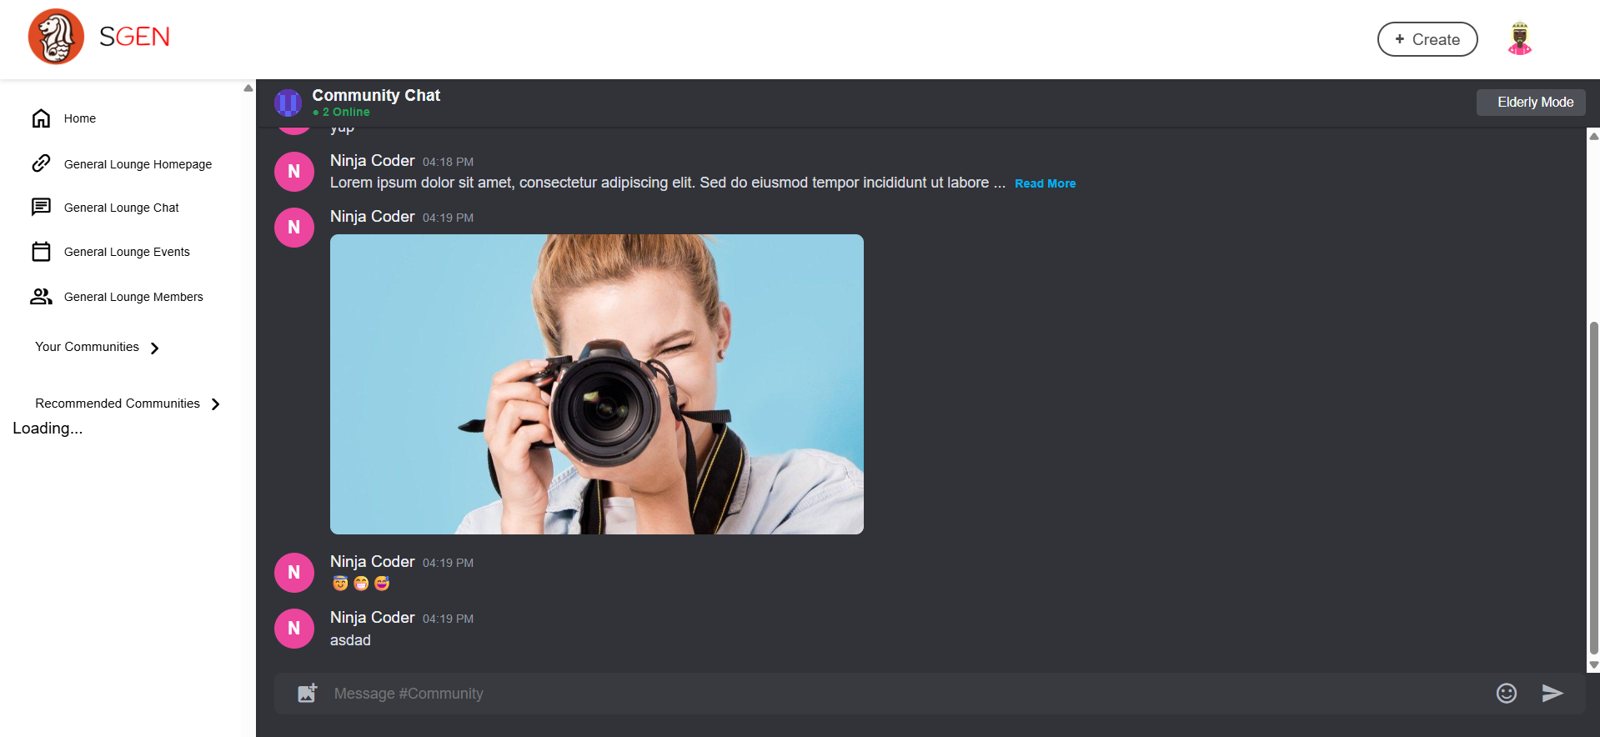 SGEN
+ Create
Home
General Lounge Homepage
General Lounge Chat
General Lounge Events
General Lounge Members
Your Communities
Recommended Communities
Loading...
Community Chat
2 Online
Elderly Mode
yup
N
Ninja Coder 04:18 PM
Lorem ipsum dolor sit amet, consectetur adipiscing elit. Sed do eiusmod tempor incididunt ut labore ... Read More
N
Ninja Coder 04:19 PM
N
Ninja Coder 04:19 PM
😇😁😅
N
Ninja Coder 04:19 PM
asdad
Message #Community